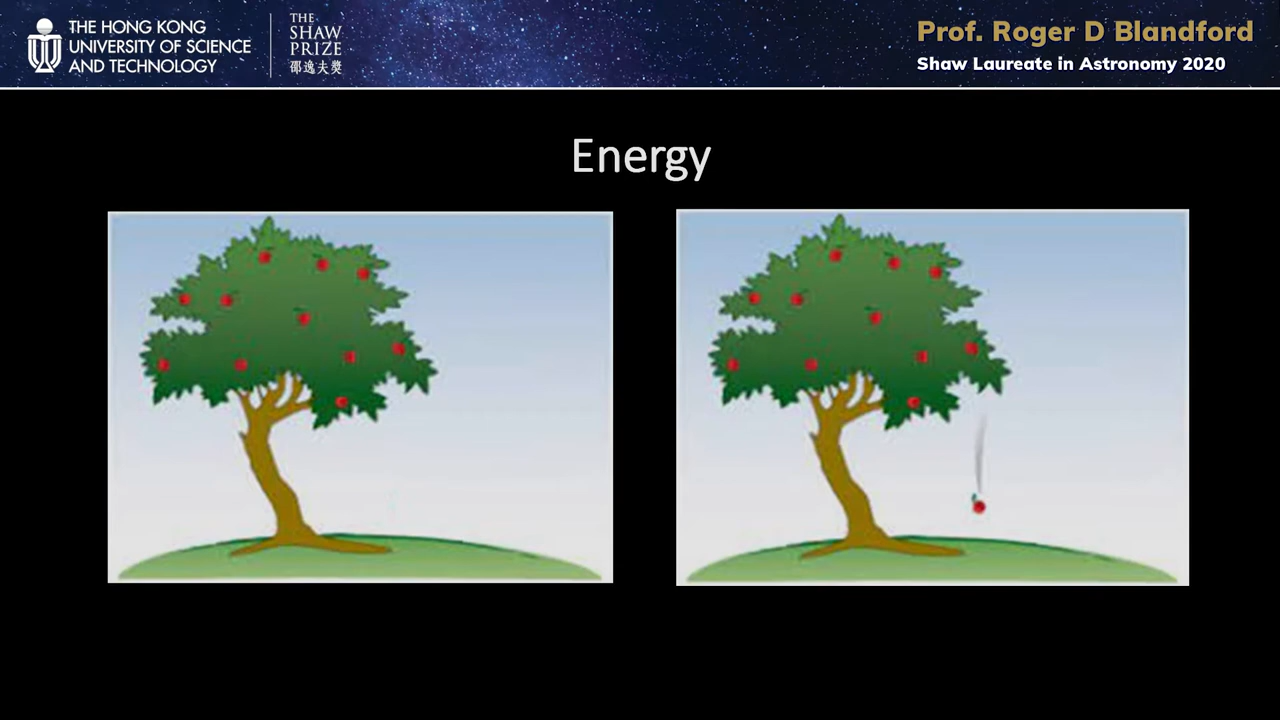 THE HONG KONG
UNIVERSITY OF SCIENCE
AND TECHNOLOGY
THE
SHAW
PRIZE
邵逸夫獎
Prof. Roger D Blandford
Shaw Laureate in Astronomy 2020
Energy